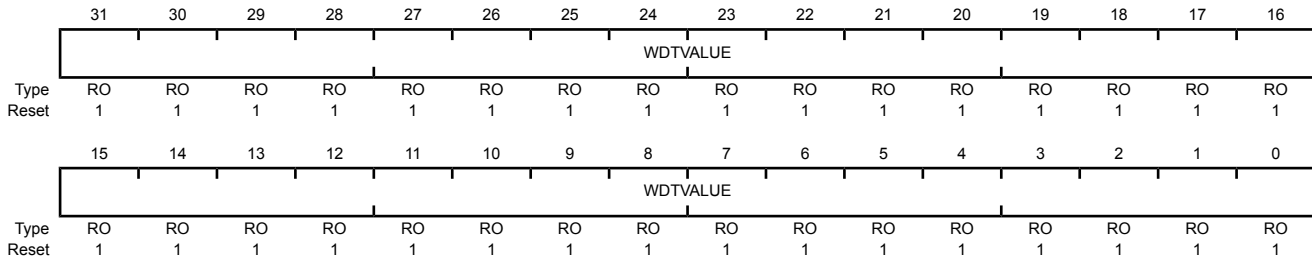 31 30 29 28 27 26 25 24 23 22 21 20 19 18 17 16
WDTVALUE
Type RO RO RO RO RO RO RO RO RO RO RO RO RO RO RO RO
Reset 1 1 1 1 1 1 1 1 1 1 1 1 1 1 1 1
15 14 13 12 11 10 9 8 7 6 5 4 3 2 1 0
WDTVALUE
Type RO RO RO RO RO RO RO RO RO RO RO RO RO RO RO RO
Reset 1 1 1 1 1 1 1 1 1 1 1 1 1 1 1 1